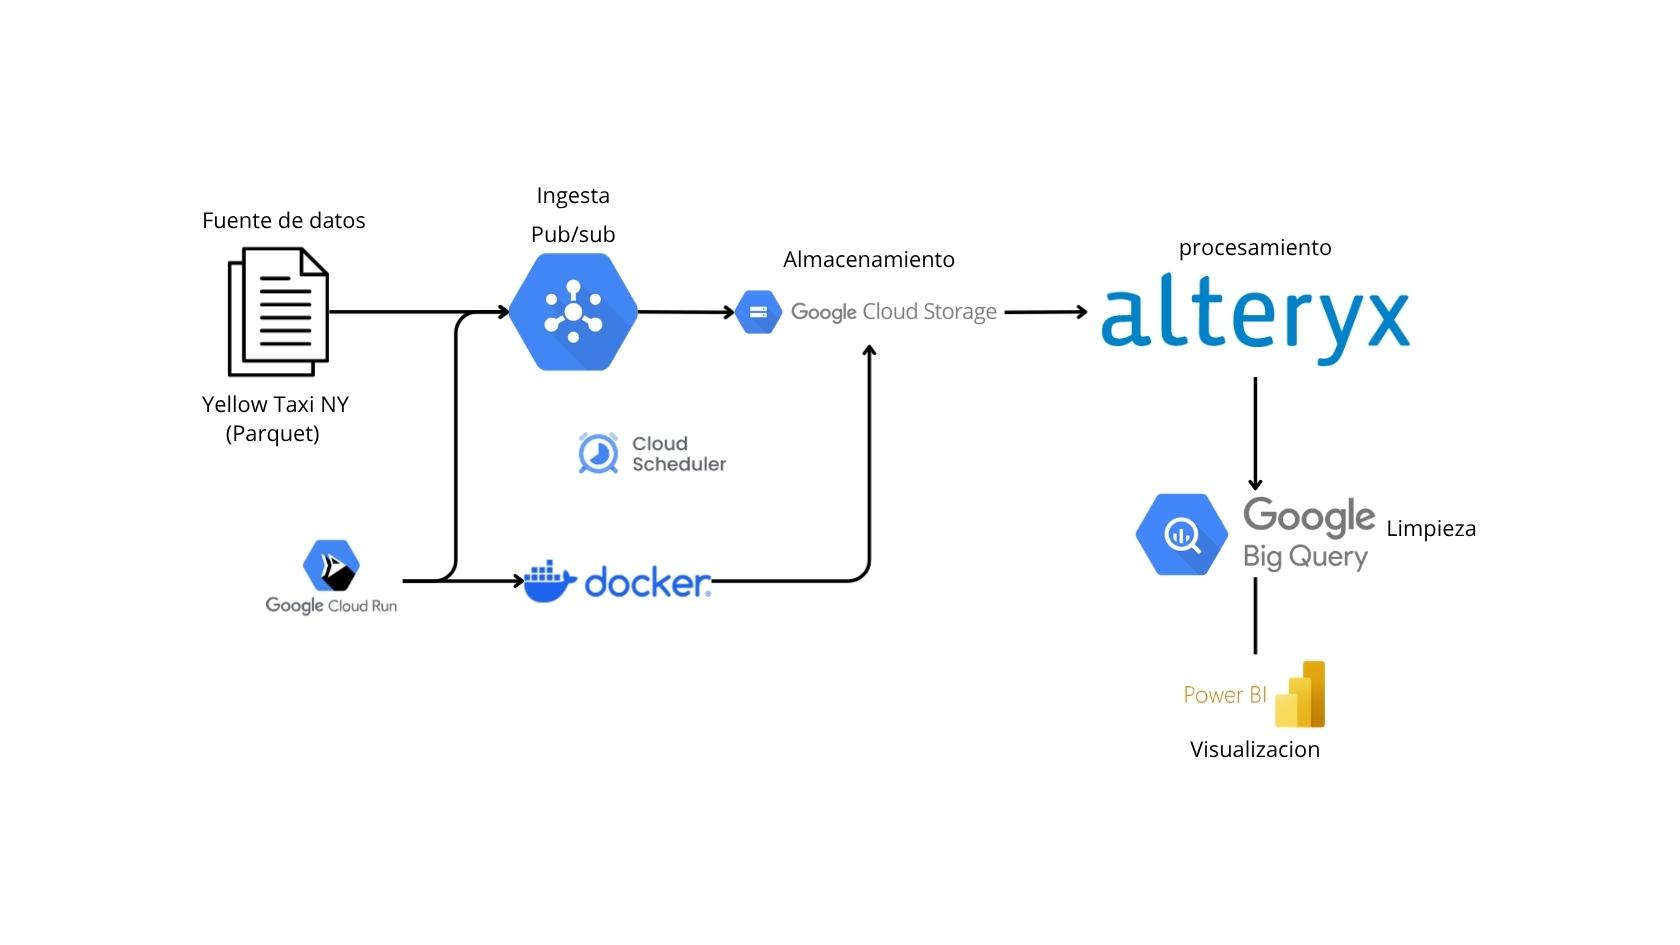 Fuente de datos
Yellow Taxi NY
(Parquet)
Ingesta
Pub/sub
Almacenamiento
Google Cloud Storage
procesamiento
alteryx
Cloud
Scheduler
Google Cloud Run
docker.
Google
Big Query
Limpieza
Power BI
Visualizacion